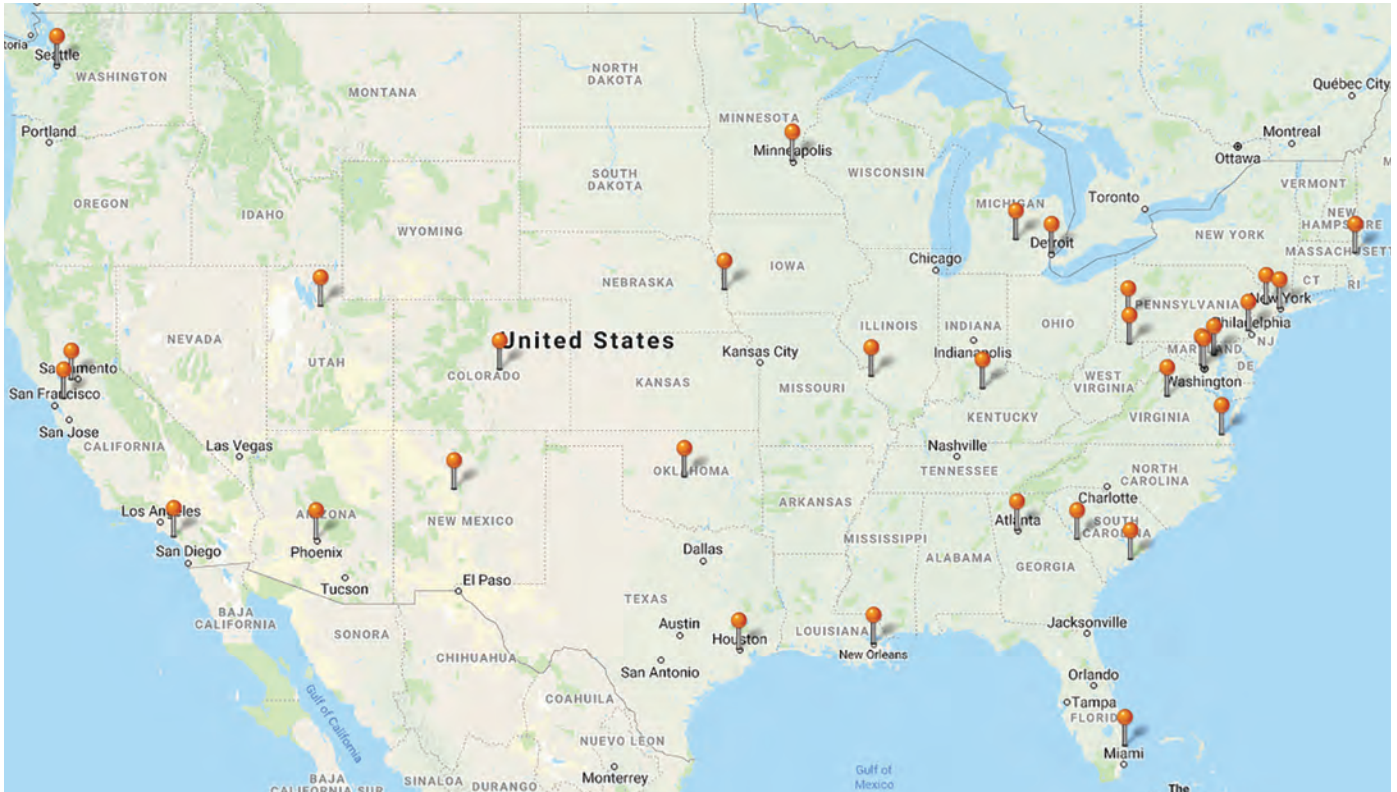 Québec City
toria
Seattle
WASHINGTON
MONTANA
NORTH
DAKOTA
MINNESOTA
Montreal
Ottawa
Portland
Minneapolis
SOUTH
DAKOTA
WISCONSIN
VERMONT
M
OREGON
IDAHO
WYOMING
MICHIGAN
Toronto
NEW
HAMPSHIRE
Detroit
NEW YORK
MASSACHUSETT
Chicago
IOWA
NEBRASKA
CT
RI
PENNSYLVANIA
New York
NEVADA
ILLINOIS
INDIANA
OHIO
Philadelphia
United States
UTAH
COLORADO
Kansas City
Indianapolis
MARYLAND
NJ
DE
Sacramento
KANSAS
MISSOURI
WEST
VIRGINIA
Washington
San Francisco
KENTUCKY
VIRGINIA
San Jose
CALIFORNIA
Las Vegas
Nashville
TENNESSEE
OKLAHOMA
NORTH
CAROLINA
Charlotte
Los Angeles
ARIZONA
NEW MEXICO
ARKANSAS
Atlanta
SOUTH
CAROLINA
MISSISSIPPI
San Diego
Phoenix
Dallas
ALABAMA
GEORGIA
Tucson
El Paso
TEXAS
BAJA
CALIFORNIA
SONORA
Austin
Houston
LOUISIANA
Jacksonville
CHIHUAHUA
San Antonio
New Orleans
Orlando
Gulf of California
COAHUILA
Tampa
FLORID
NUEVO LEON
Miami
BAJA
CALIFORNIA SUR
SINALOA
DURANGO
Monterrey
Gulf of
Mexico
The